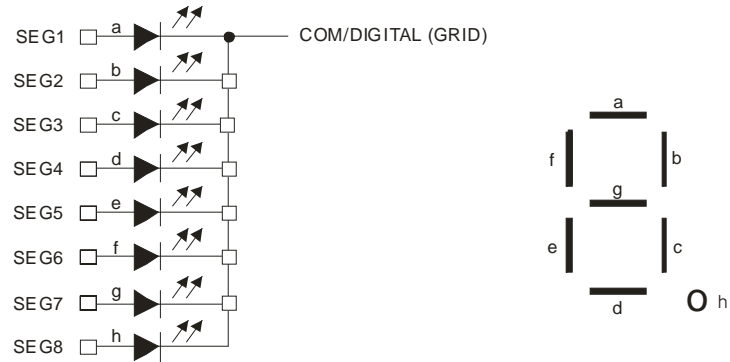 SEG1 a COM/DIGITAL (GRID)
SEG2 b
SEG3 c
SEG4 d
SEG5 e
SEG6 f
SEG7 g
SEG8 h
a
f b
g
e c
d h